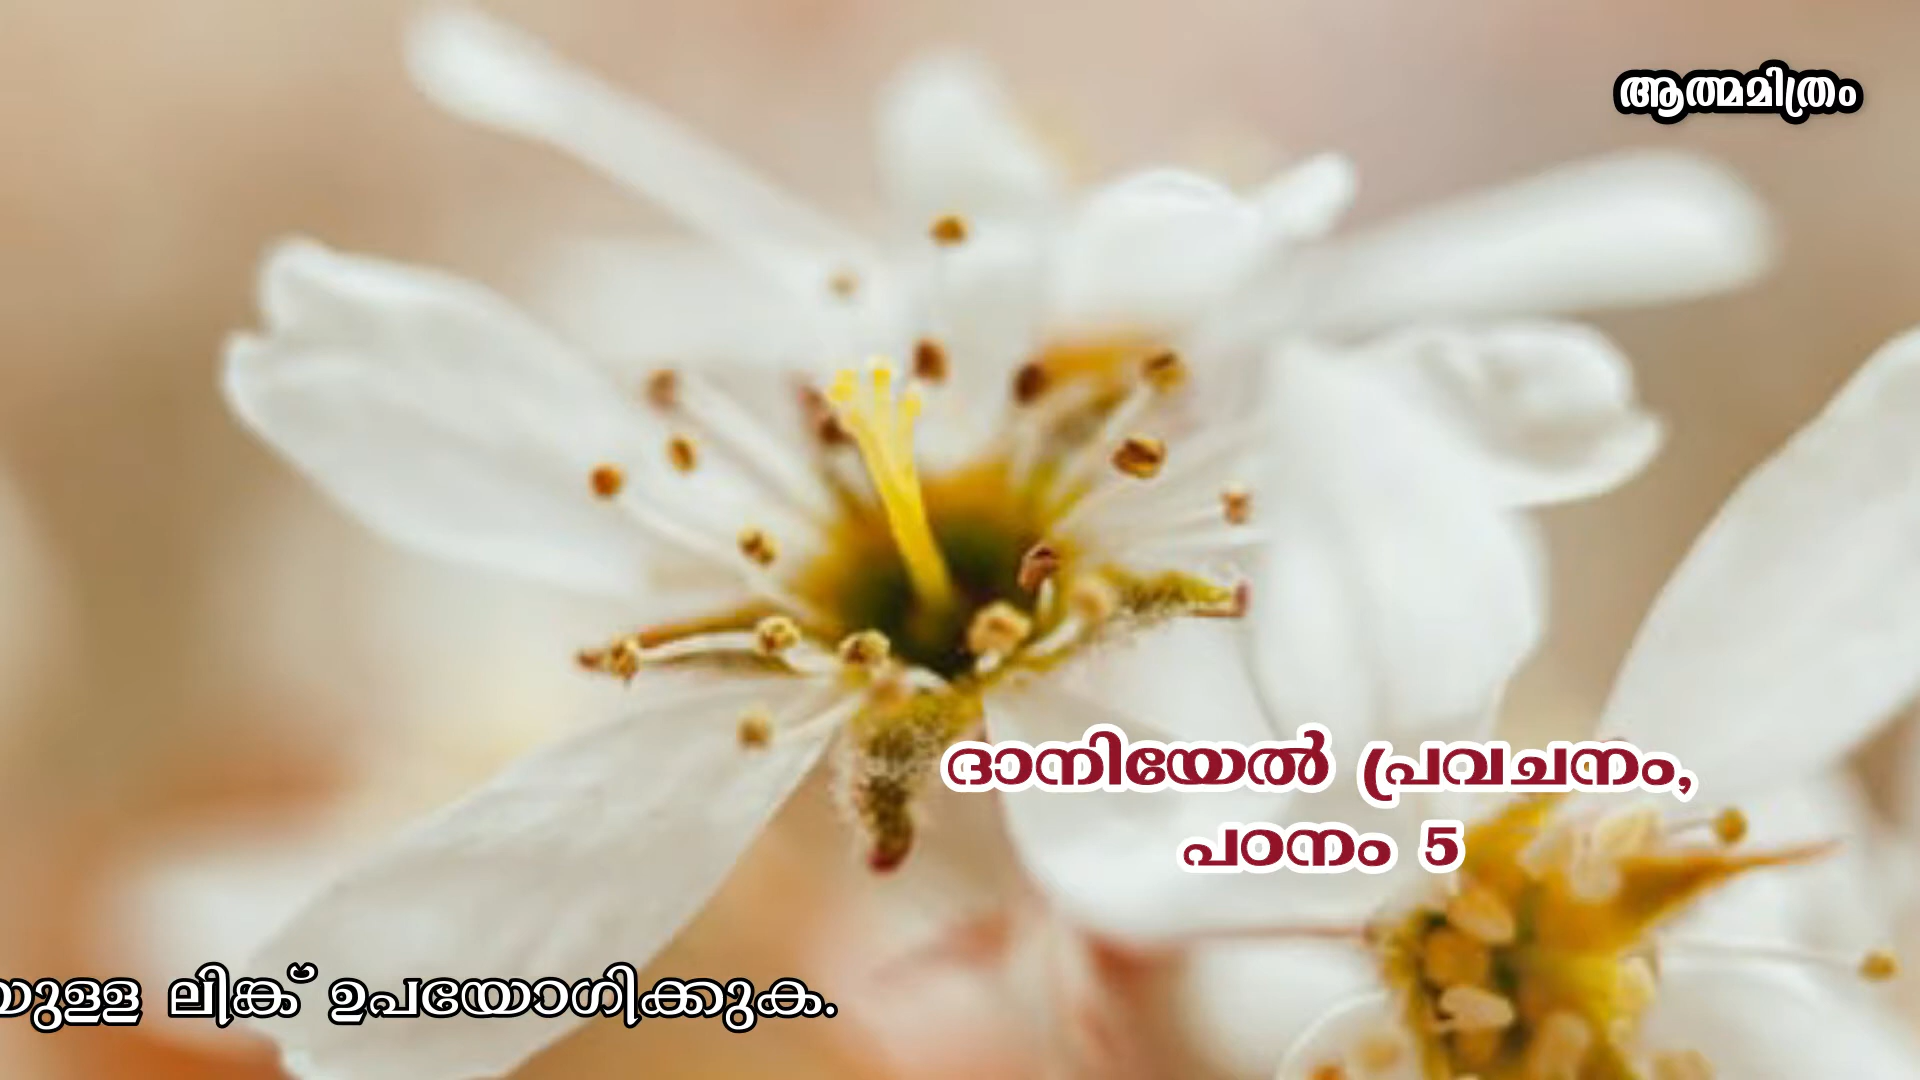 ആത്മമിത്രം
ദാനിയേൽ പ്രവചനം,
പഠനം 5
യുള്ള ലിങ്ക് ഉപയോഗിക്കുക.